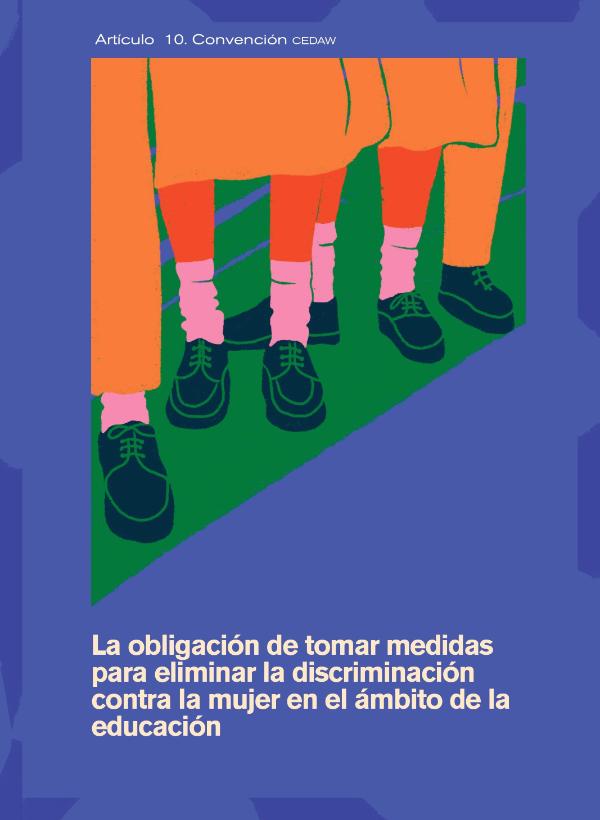 Artículo 10. Convención CEDAW
La obligación de tomar medidas
para eliminar la discriminación
contra la mujer en el ámbito de la
educación